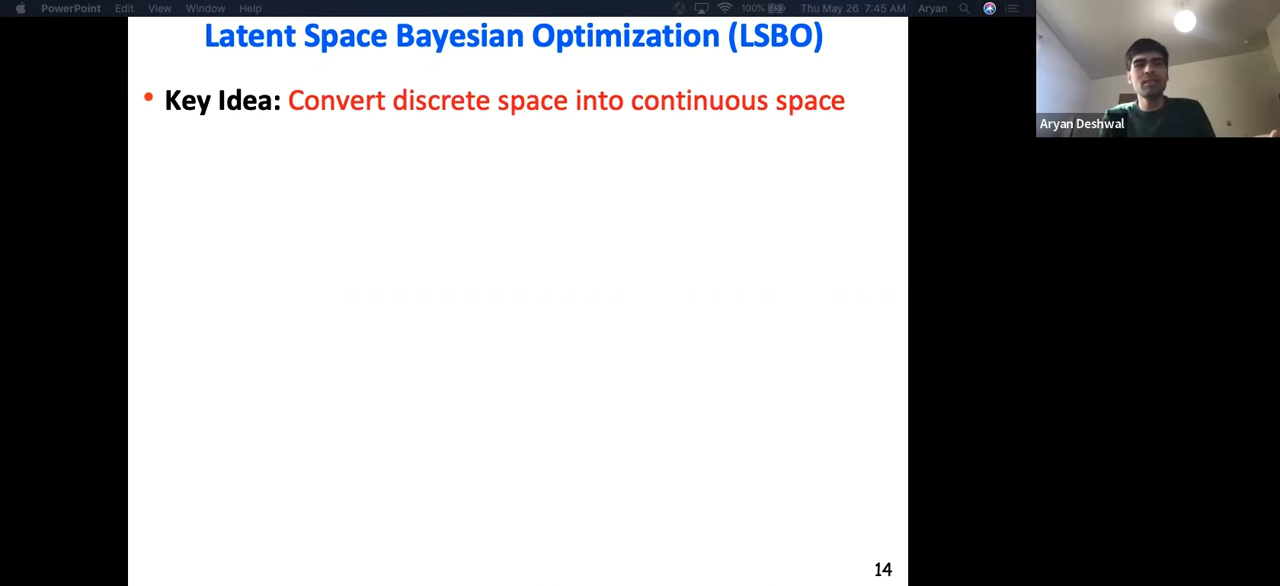 PowerPoint Edit View Window Help 100% Thu May 26 7:45 AM Aryan
Latent Space Bayesian Optimization (LSBO)
• Key Idea: Convert discrete space into continuous space
Aryan Deshwal
14